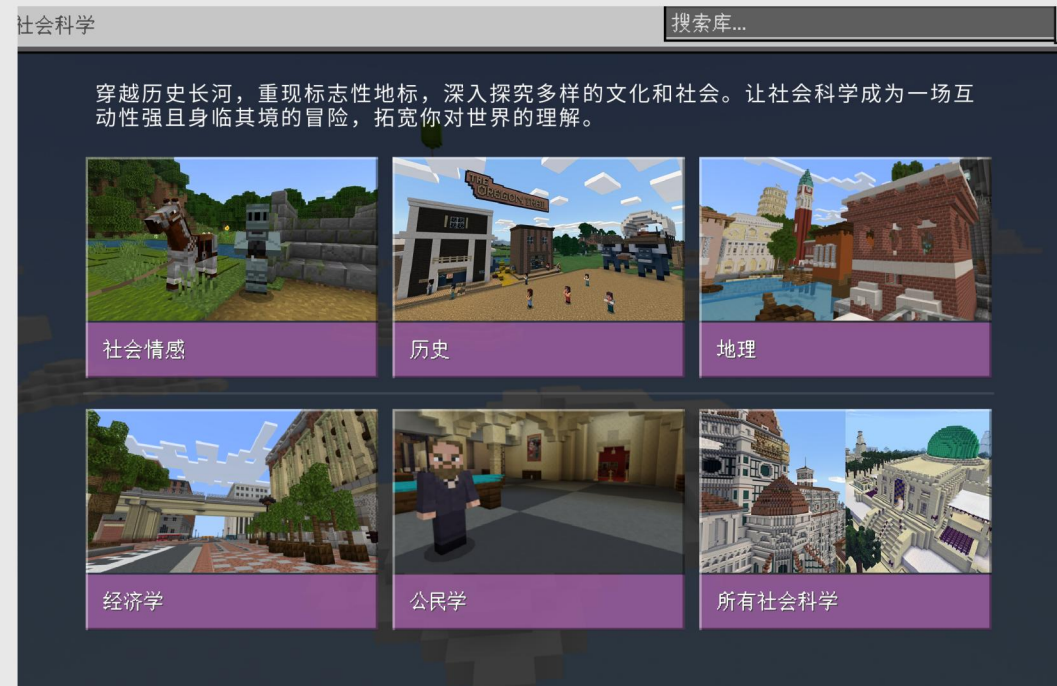 社会科学
搜索库...
穿越历史长河，重现标志性地标，深入探究多样的文化和社会。让社会科学成为一场互
动性强且身临其境的冒险，拓宽你对世界的理解。
THE
OREGON TRAIL
社会情感
历史
地理
经济学
公民学
所有社会科学